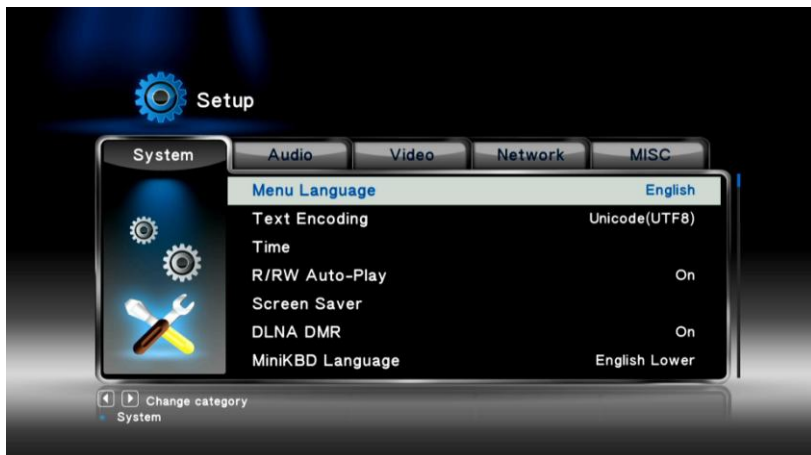 Setup
System Audio Video Network MISC
Menu Language English
Text Encoding Unicode(UTF8)
Time
R/RW Auto-Play On
Screen Saver
DLNA DMR On
MiniKBD Language English Lower
Change category
System